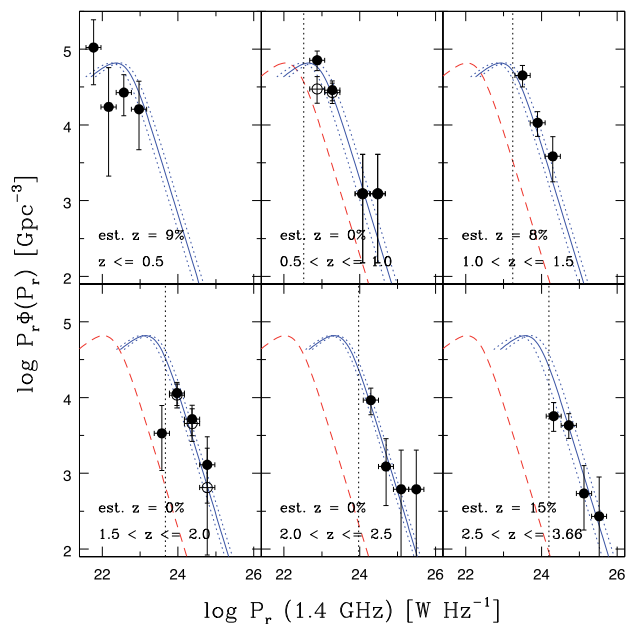 5
4
3
2
est. z = 9%
z <= 0.5
est. z = 0%
0.5 < z <= 1.0
est. z = 8%
1.0 < z <= 1.5
log PᵣΦ(Pᵣ) [Gpc⁻³]
5
4
3
2
est. z = 0%
1.5 < z <= 2.0
est. z = 0%
2.0 < z <= 2.5
est. z = 15%
2.5 < z <= 3.66
22 24 26 22 24 26 22 24 26
log Pᵣ (1.4 GHz) [W Hz⁻¹]